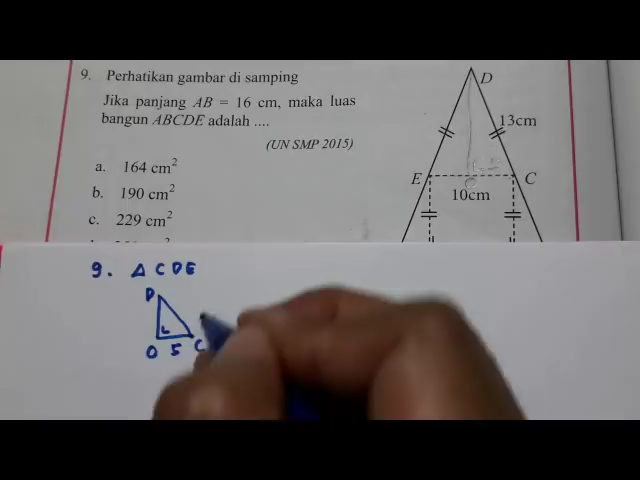 9. Perhatikan gambar di samping
Jika panjang AB = 16 cm, maka luas
bangun ABCDE adalah ....
(UN SMP 2015)
a. 164 cm²
b. 190 cm²
c. 229 cm²
D
13cm
E
C
10cm
9. Δ CDE
D
O 5 C